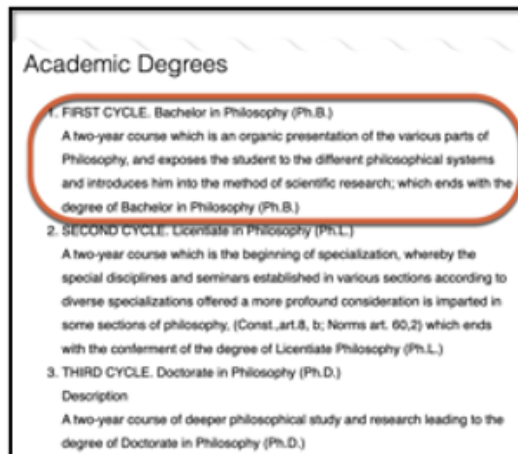 Academic Degrees
1. FIRST CYCLE. Bachelor in Philosophy (Ph.B.)
A two-year course which is an organic presentation of the various parts of
Philosophy, and exposes the student to the different philosophical systems
and introduces him into the method of scientific research; which ends with the
degree of Bachelor in Philosophy (Ph.B.)
2. SECOND CYCLE. Licentiate in Philosophy (Ph.L.)
A two-year course which is the beginning of specialization, whereby the
special disciplines and seminars established in various sections according to
diverse specializations offered a more profound consideration is imparted in
some sections of philosophy, (Const.,art.8, b; Norms art. 60,2) which ends
with the conferment of the degree of Licentiate Philosophy (Ph.L.)
3. THIRD CYCLE. Doctorate in Philosophy (Ph.D.)
Description
A two-year course of deeper philosophical study and research leading to the
degree of Doctorate in Philosophy (Ph.D.)